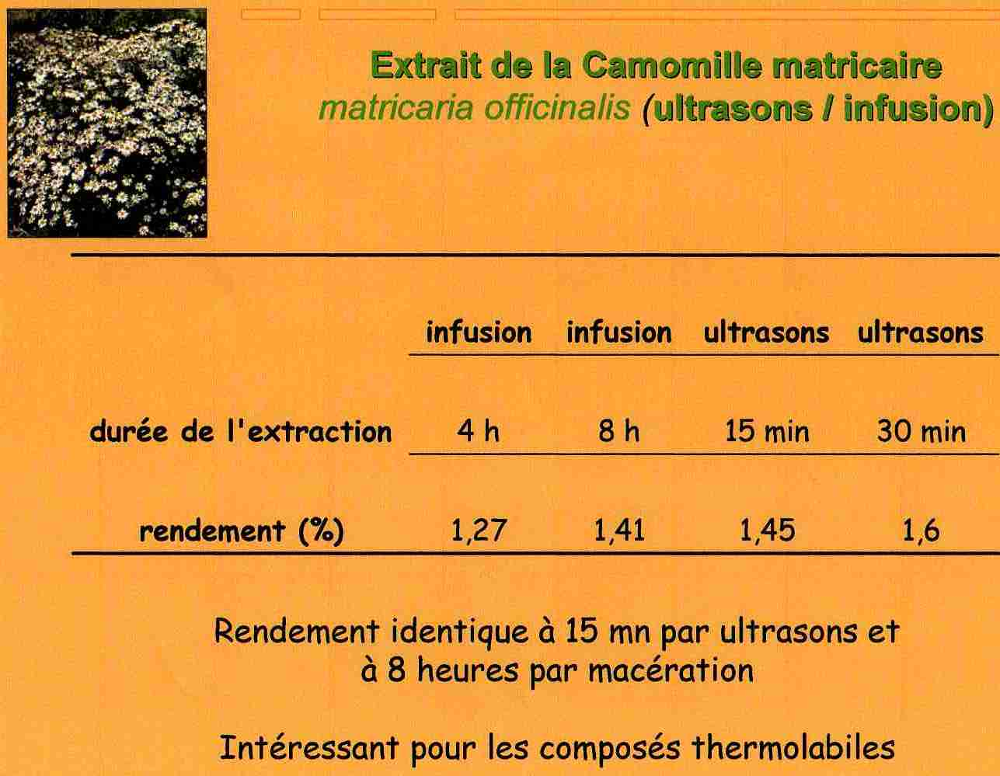 Extrait de la Camomille matricaire
matricaria officinalis (ultrasons / infusion)
infusion infusion ultrasons ultrasons
durée de l'extraction 4 h 8 h 15 min 30 min
rendement (%) 1,27 1,41 1,45 1,6
Rendement identique à 15 mn par ultrasons et
à 8 heures par macération
Intéressant pour les composés thermolabiles